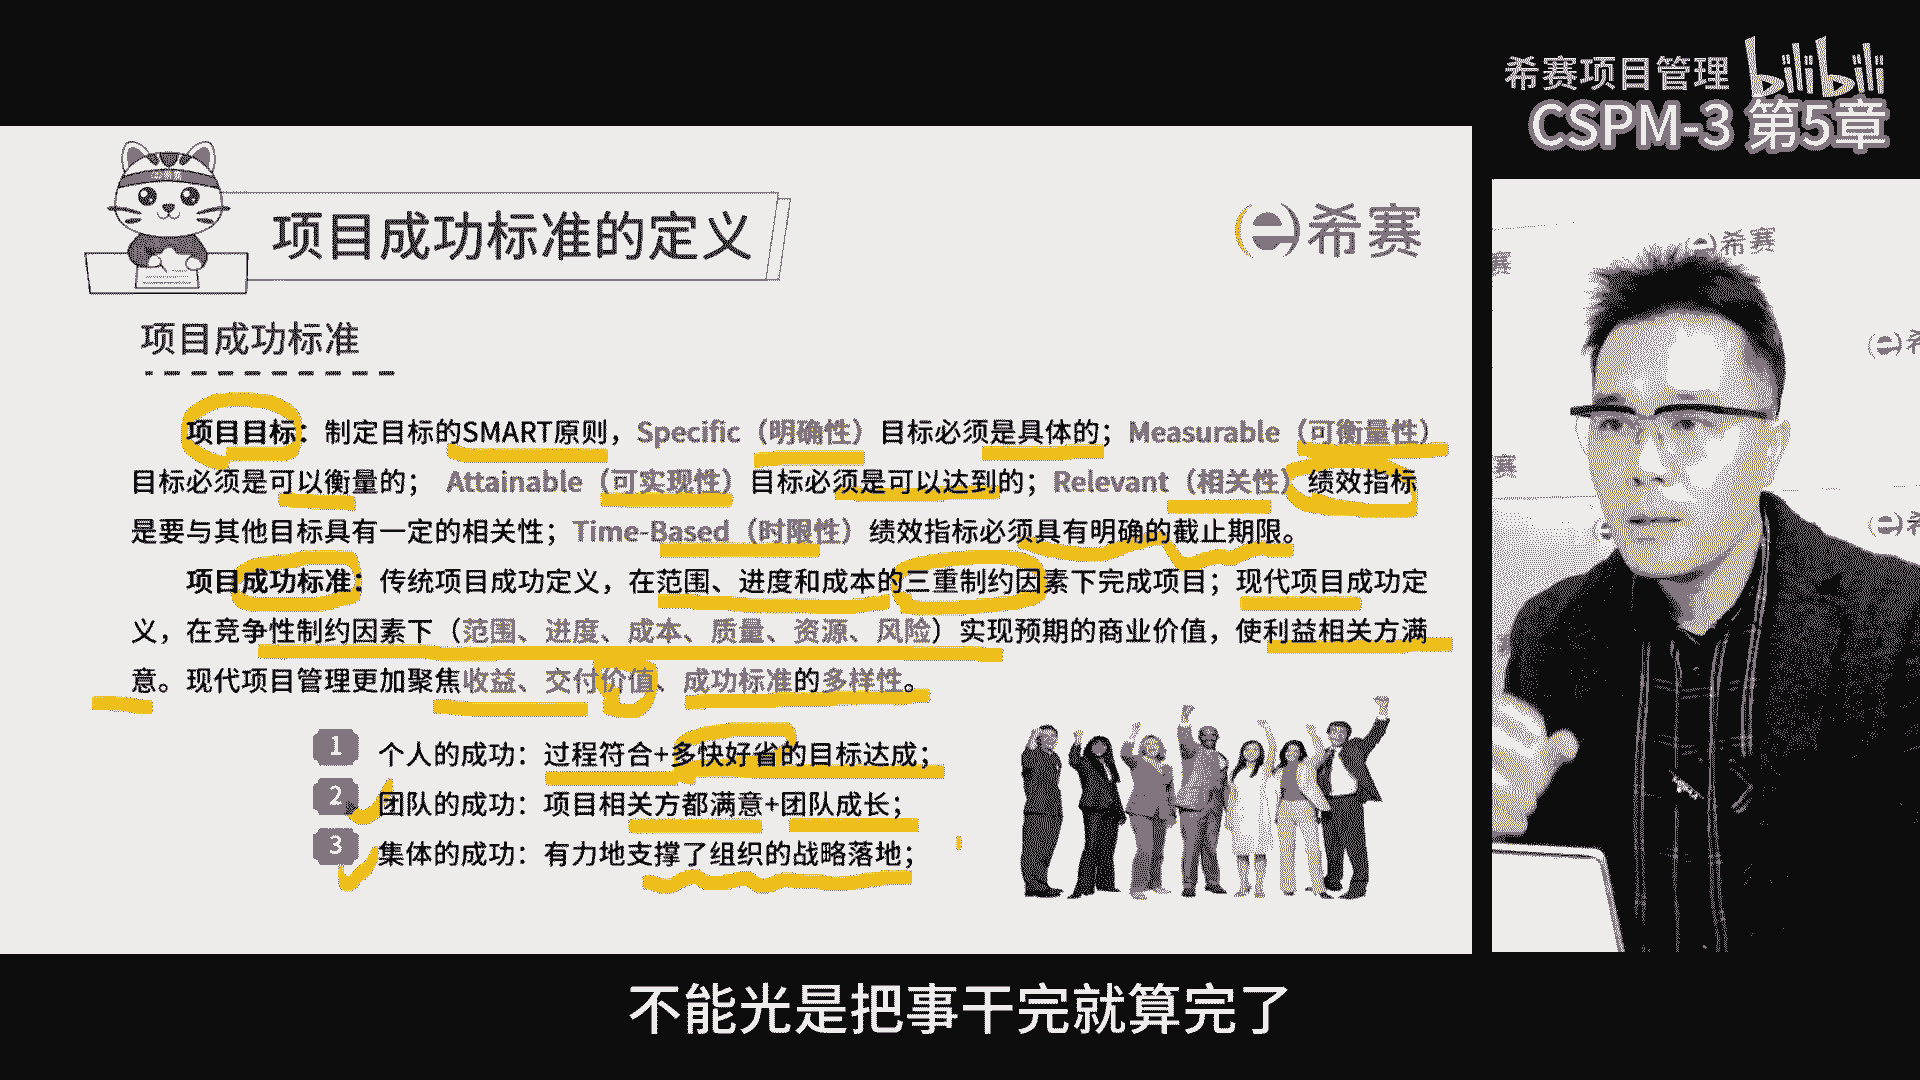 希赛项目管理 bilibili
CSPM-3 第5章
项目成功标准的定义
希赛
项目成功标准
项目目标：制定目标的SMART原则，Specific（明确性）目标必须是具体的；Measurable（可衡量性）
目标必须是可以衡量的； Attainable（可实现性）目标必须是可以达到的；Relevant（相关性）绩效指标
是要与其他目标具有一定的相关性；Time-Based（时限性）绩效指标必须具有明确的截止期限。
项目成功标准：传统项目成功定义，在范围、进度和成本的三重制约因素下完成项目；现代项目成功定
义，在竞争性制约因素下（范围、进度、成本、质量、资源、风险）实现预期的商业价值，使利益相关方满
意。现代项目管理更加聚焦收益、交付价值、成功标准的多样性。
1 个人的成功：过程符合+多快好省的目标达成；
2 团队的成功：项目相关方都满意+团队成长；
3 集体的成功：有力地支撑了组织的战略落地；
e希赛
赛
e希
赛
e希
不能光是把事干完就算完了